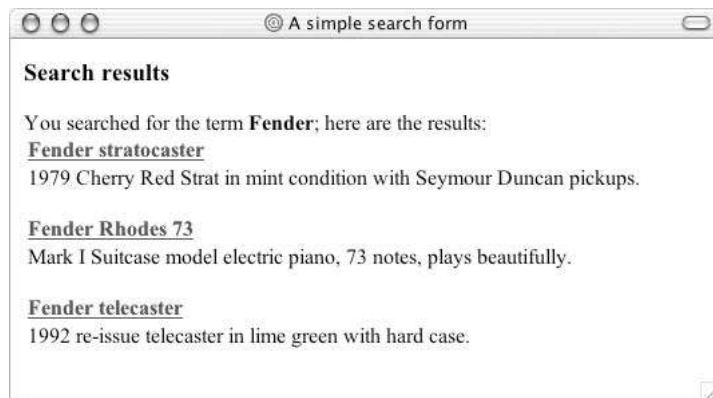 A simple search form
Search results
You searched for the term Fender; here are the results:
Fender stratocaster
1979 Cherry Red Strat in mint condition with Seymour Duncan pickups.
Fender Rhodes 73
Mark I Suitcase model electric piano, 73 notes, plays beautifully.
Fender telecaster
1992 re-issue telecaster in lime green with hard case.